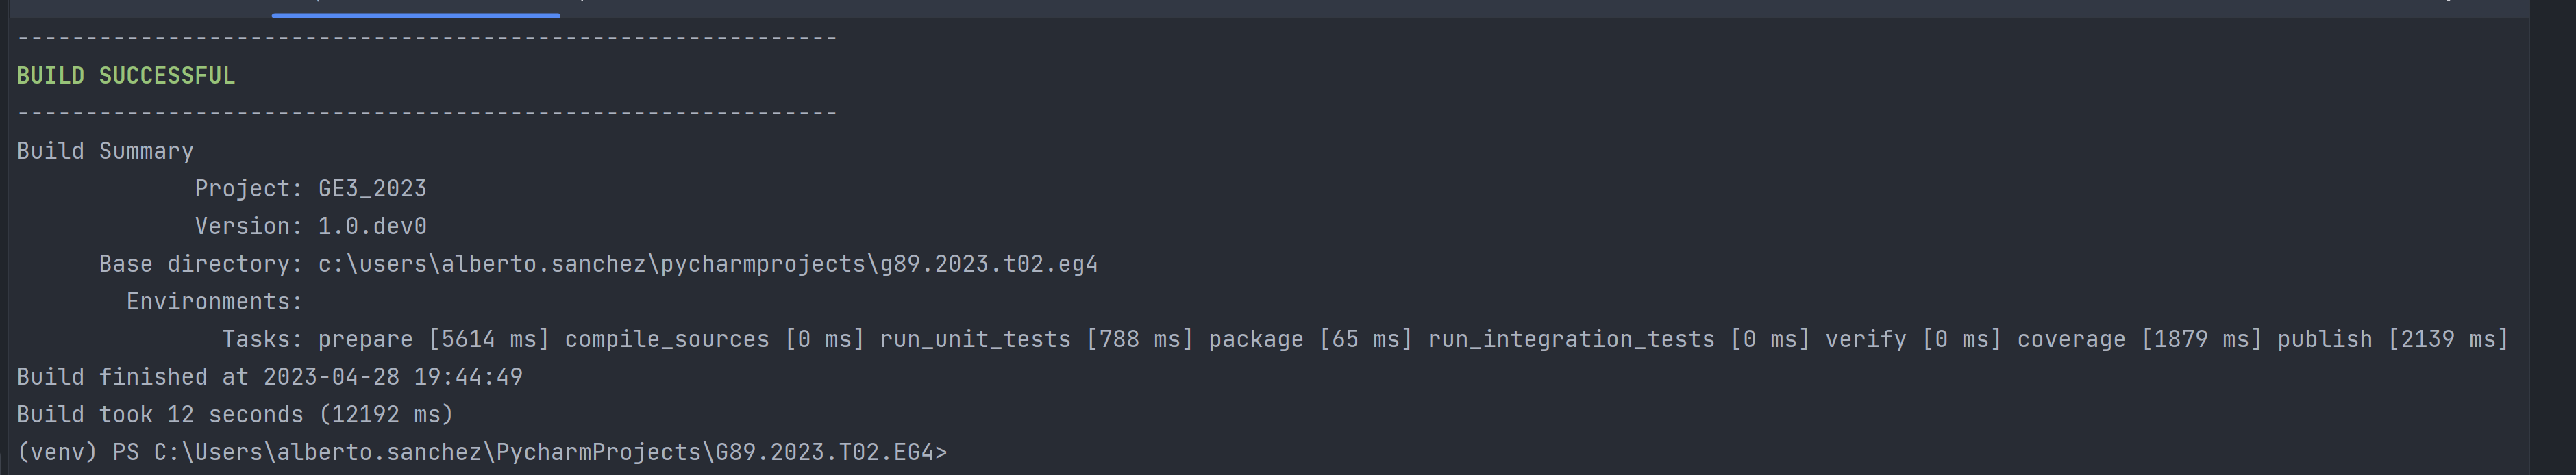 ------------------------------------------------------------
BUILD SUCCESSFUL
------------------------------------------------------------
Build Summary
             Project: GE3_2023
             Version: 1.0.dev0
      Base directory: c:\users\alberto.sanchez\pycharmprojects\g89.2023.t02.eg4
        Environments:
               Tasks: prepare [5614 ms] compile_sources [0 ms] run_unit_tests [788 ms] package [65 ms] run_integration_tests [0 ms] verify [0 ms] coverage [1879 ms] publish [2139 ms]
Build finished at 2023-04-28 19:44:49
Build took 12 seconds (12192 ms)
(venv) PS C:\Users\alberto.sanchez\PycharmProjects\G89.2023.T02.EG4>